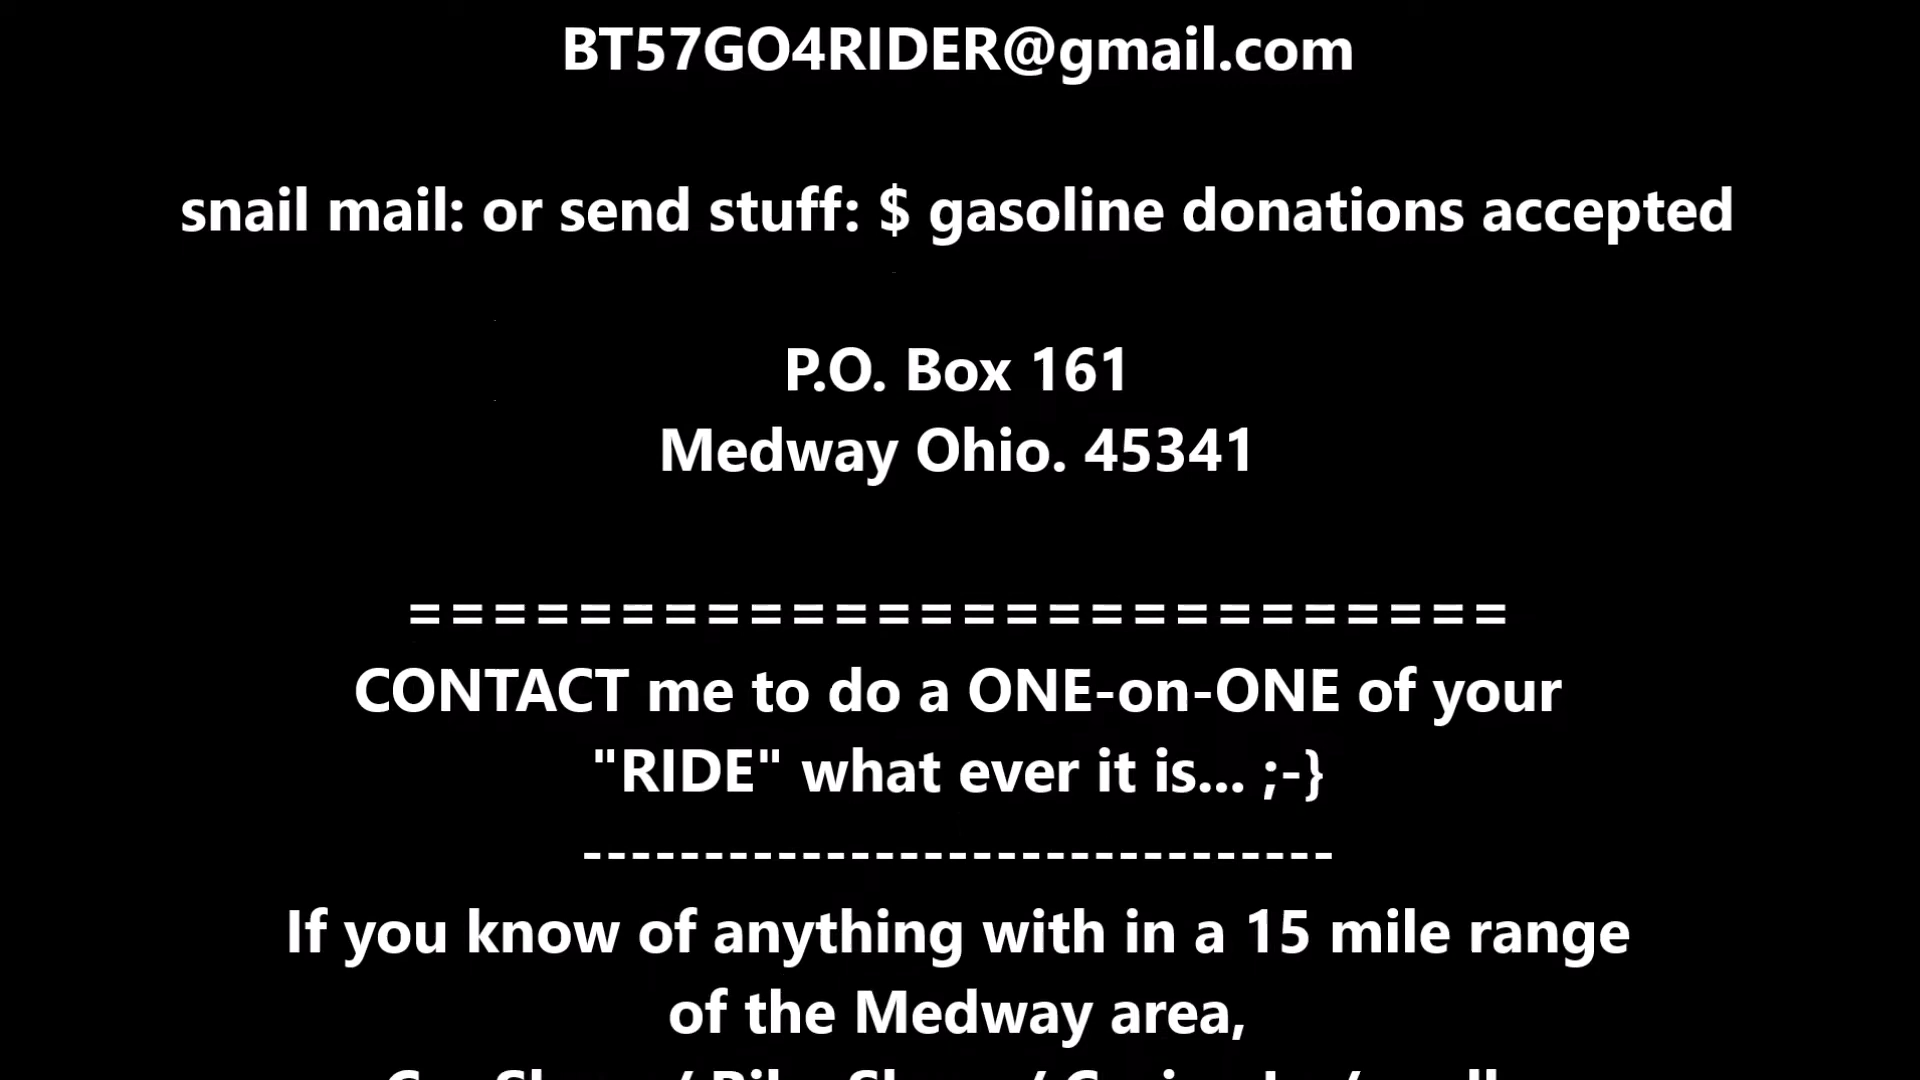 BT57GO4RIDER@gmail.com
snail mail: or send stuff: $ gasoline donations accepted
P.O. Box 161
Medway Ohio. 45341
==========================
CONTACT me to do a ONE-on-ONE of your
"RIDE" what ever it is... ;-}
-------------------------------
If you know of anything with in a 15 mile range
of the Medway area,